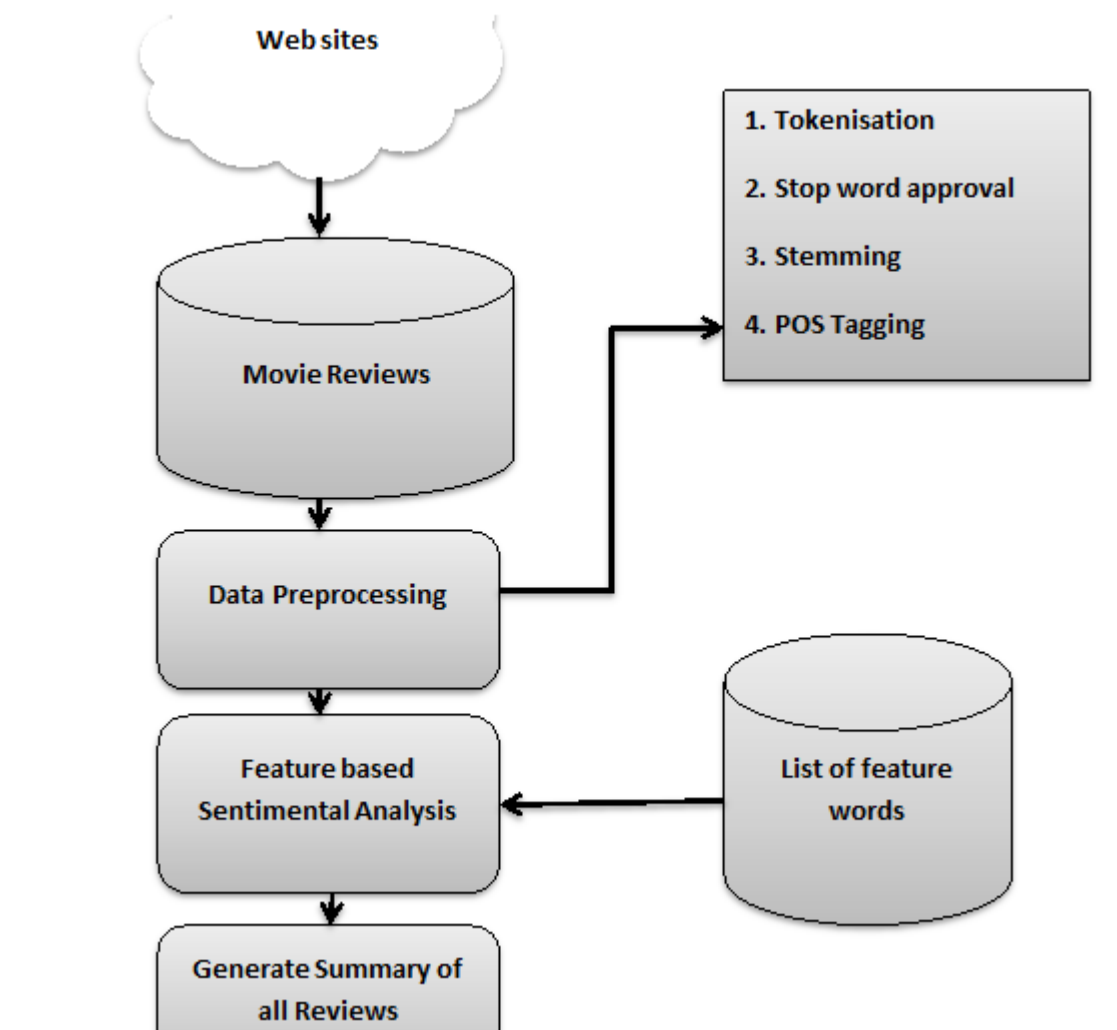 Web sites
1. Tokenisation
2. Stop word approval
3. Stemming
4. POS Tagging
Movie Reviews
Data Preprocessing
Feature based
Sentimental Analysis
List of feature
words
Generate Summary of
all Reviews